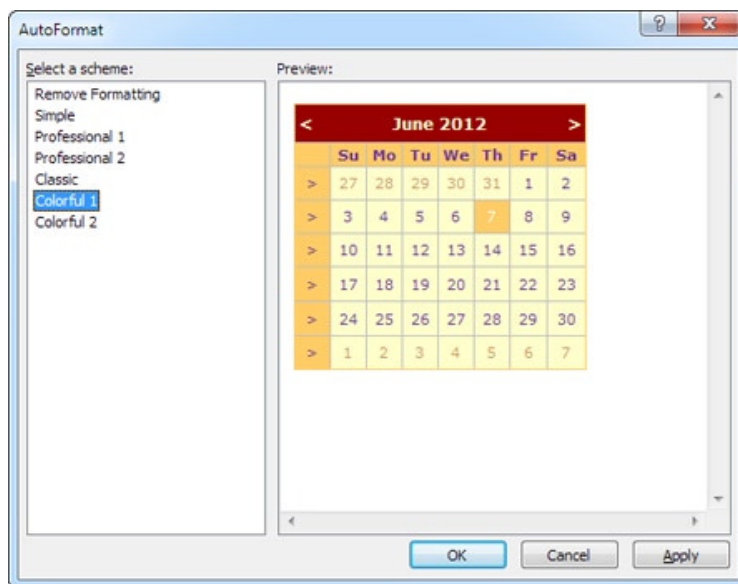 AutoFormat
Select a scheme:
Remove Formatting
Simple
Professional 1
Professional 2
Classic
Colorful 1
Colorful 2
Preview:
< June 2012 >
Su Mo Tu We Th Fr Sa
> 27 28 29 30 31 1 2
> 3 4 5 6 7 8 9
> 10 11 12 13 14 15 16
> 17 18 19 20 21 22 23
> 24 25 26 27 28 29 30
> 1 2 3 4 5 6 7
OK Cancel Apply